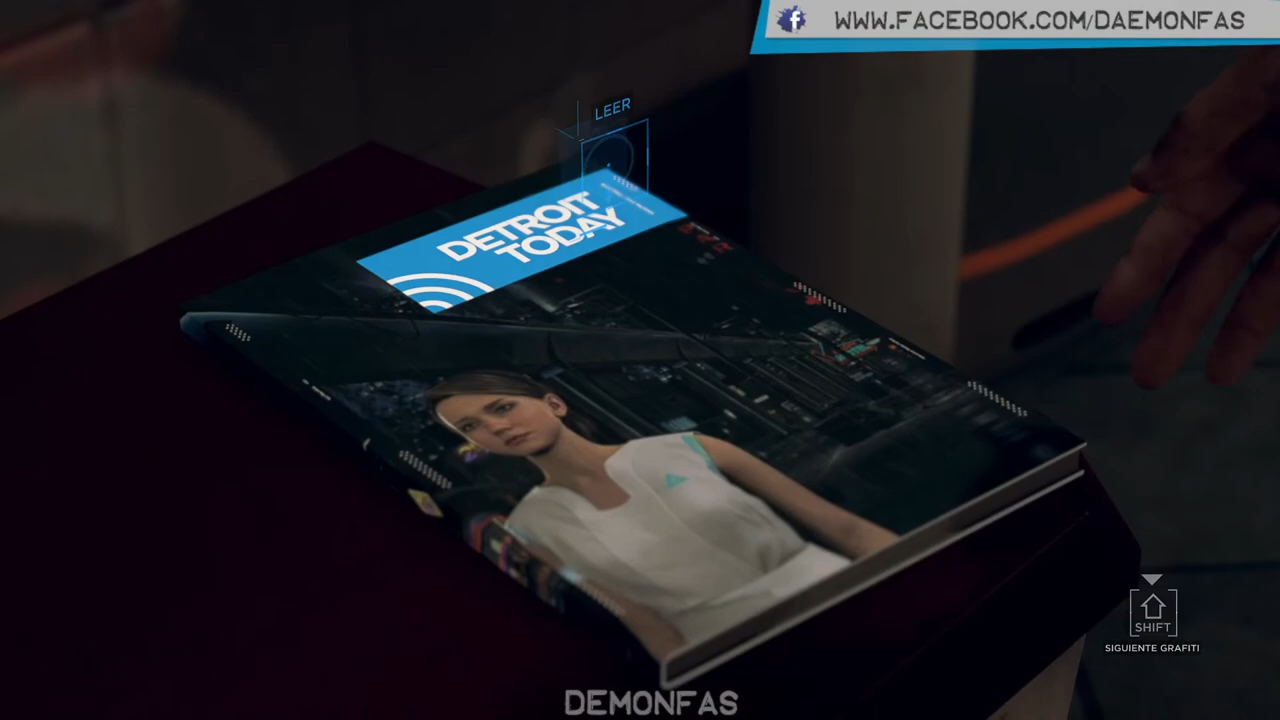 WWW.FACEBOOK.COM/DAEMONFAS
LEER
DETROIT
TODAY
SHIFT
SIGUIENTE GRAFITI
DEMONFAS